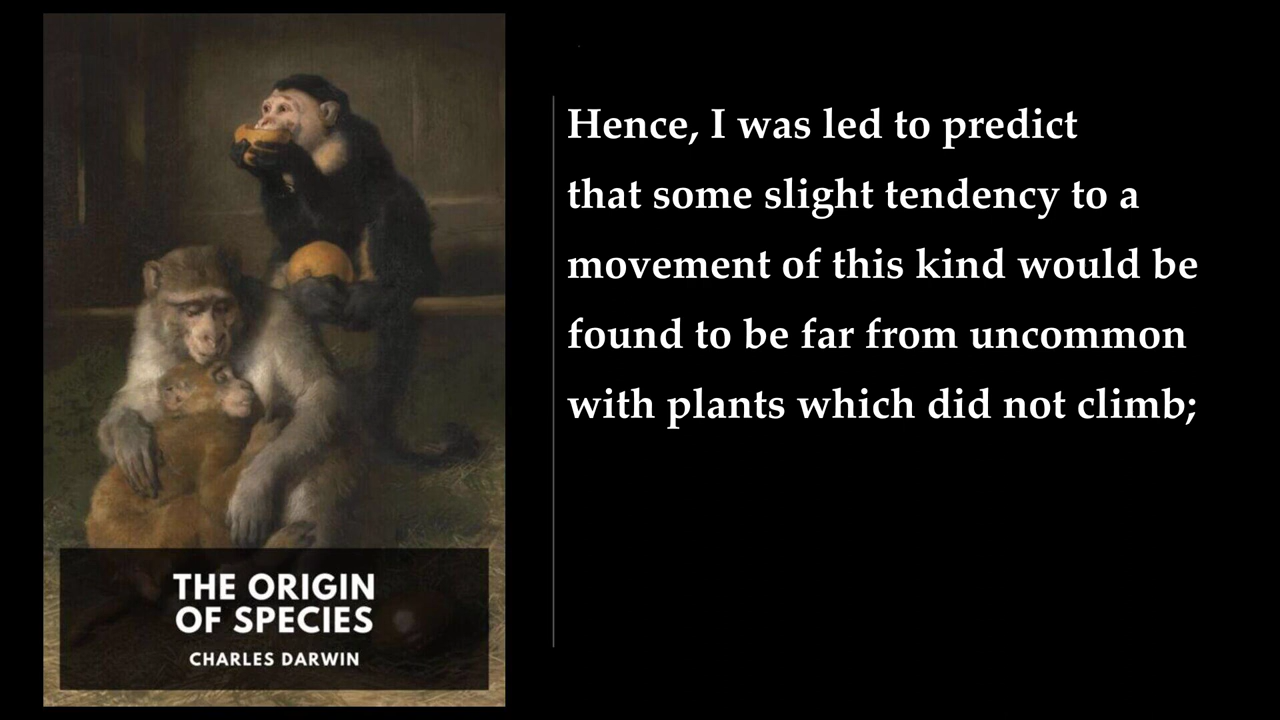 THE ORIGIN
OF SPECIES
CHARLES DARWIN
Hence, I was led to predict
that some slight tendency to a
movement of this kind would be
found to be far from uncommon
with plants which did not climb;